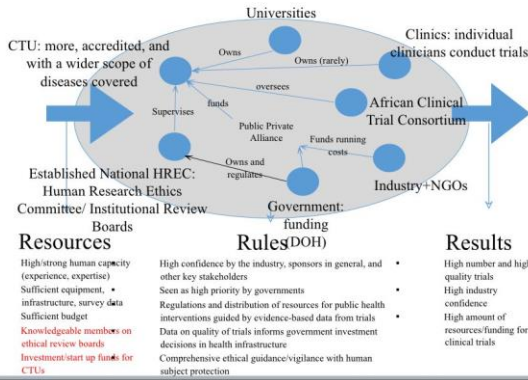 Universities
CTU: more, accredited, and
with a wider scope of
diseases covered
Clinics: individual
clinicians conduct trials
Owns
Owns (rarely)
oversees
African Clinical
Trial Consortium
Supervises
funds
Public Private
Alliance
Funds running
costs
Owns and
regulates
Established National HREC:
Human Research Ethics
Committee/ Institutional Review
Boards
Industry+NGOs
Government:
funding
(DOH)
Resources
High/strong human capacity
(experience, expertise)
Sufficient equipment,
infrastructure, survey data
Sufficient budget
Knowledgeable members on
ethical review boards
Investment/start up funds for
CTUs
Rules
High confidence by the industry, sponsors in general, and
other key stakeholders
Seen as high priority by governments
Regulations and distribution of resources for public health
interventions guided by evidence-based data from trials
Data on quality of trials informs government investment
decisions in health infrastructure
Comprehensive ethical guidance/vigilance with human
subject protection
Results
High number and high
quality trials
High industry
confidence
High amount of
resources/funding for
clinical trials